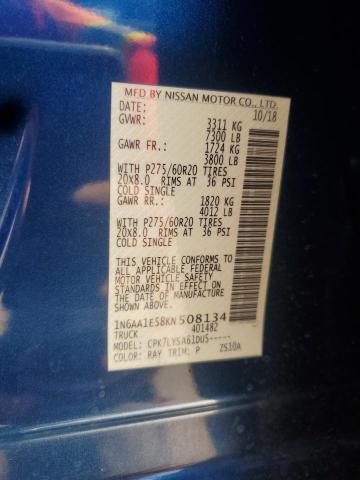 MFD BY NISSAN MOTOR CO., LTD.
DATE: 10/18
GVWR: 3311 KG
7300 LB
GAWR FR.: 1724 KG
3800 LB
WITH P275/60R20 TIRES
20x8.0 RIMS AT 36 PSI
COLD SINGLE
GAWR RR.: 1820 KG
4012 LB
WITH P275/60R20 TIRES
20x8.0 RIMS AT 36 PSI
COLD SINGLE
THIS VEHICLE CONFORMS TO
ALL APPLICABLE FEDERAL
MOTOR VEHICLE SAFETY
STANDARDS IN EFFECT ON
THE DATE OF MANUFACTURE
SHOWN ABOVE.
1N6AA1E58KN508134
TRUCK 401482
MODEL: CPK7LYSA61DUS-----
COLOR: RAY TRIM: P ZS10A